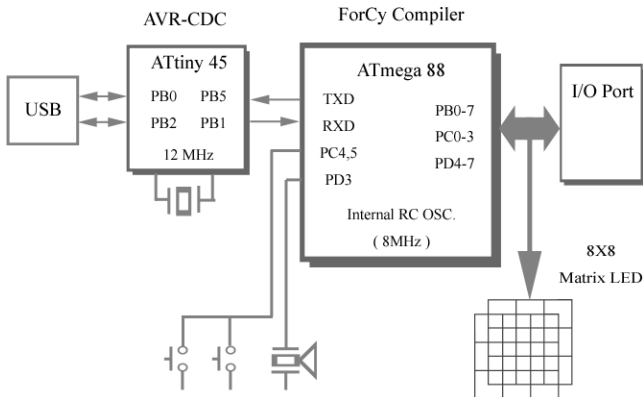 AVR-CDC
ForCy Compiler
USB
ATtiny 45
PB0 PB5
PB2 PB1
12 MHz
ATmega 88
TXD
RXD
PC4,5
PD3
PB0-7
PC0-3
PD4-7
Internal RC OSC.
( 8MHz )
I/O Port
8X8
Matrix LED